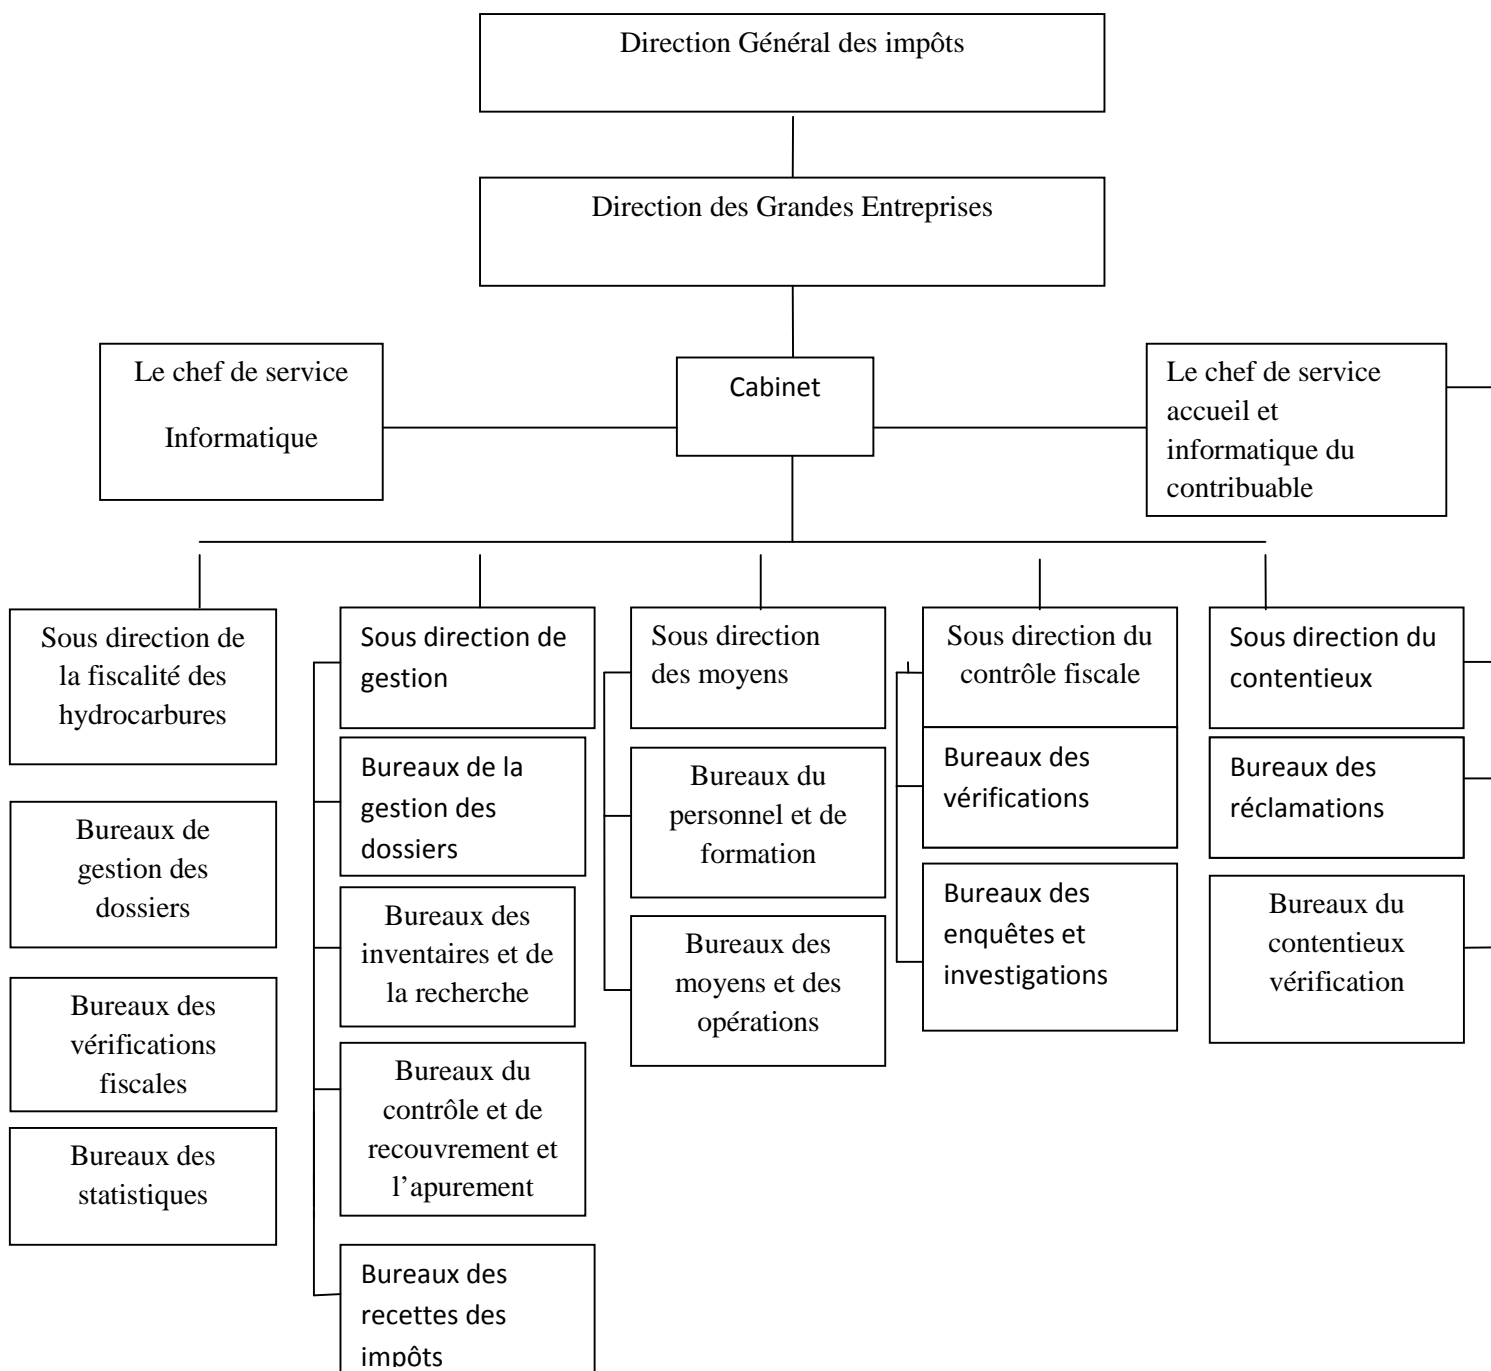 Direction Général des impôts
Direction des Grandes Entreprises
Le chef de service
Informatique
Cabinet
Le chef de service
accueil et
informatique du
contribuable
Sous direction de
la fiscalité des
hydrocarbures
Bureaux de
gestion des
dossiers
Bureaux des
vérifications
fiscales
Bureaux des
statistiques
Sous direction de
gestion
Bureaux de la
gestion des
dossiers
Bureaux des
inventaires et de
la recherche
Bureaux du
contrôle et de
recouvrement et
l’apurement
Bureaux des
recettes des
impôts
Sous direction
des moyens
Bureaux du
personnel et de
formation
Bureaux des
moyens et des
opérations
Sous direction du
contrôle fiscale
Bureaux des
vérifications
Bureaux des
enquêtes et
investigations
Sous direction du
contentieux
Bureaux des
réclamations
Bureaux du
contentieux
vérification